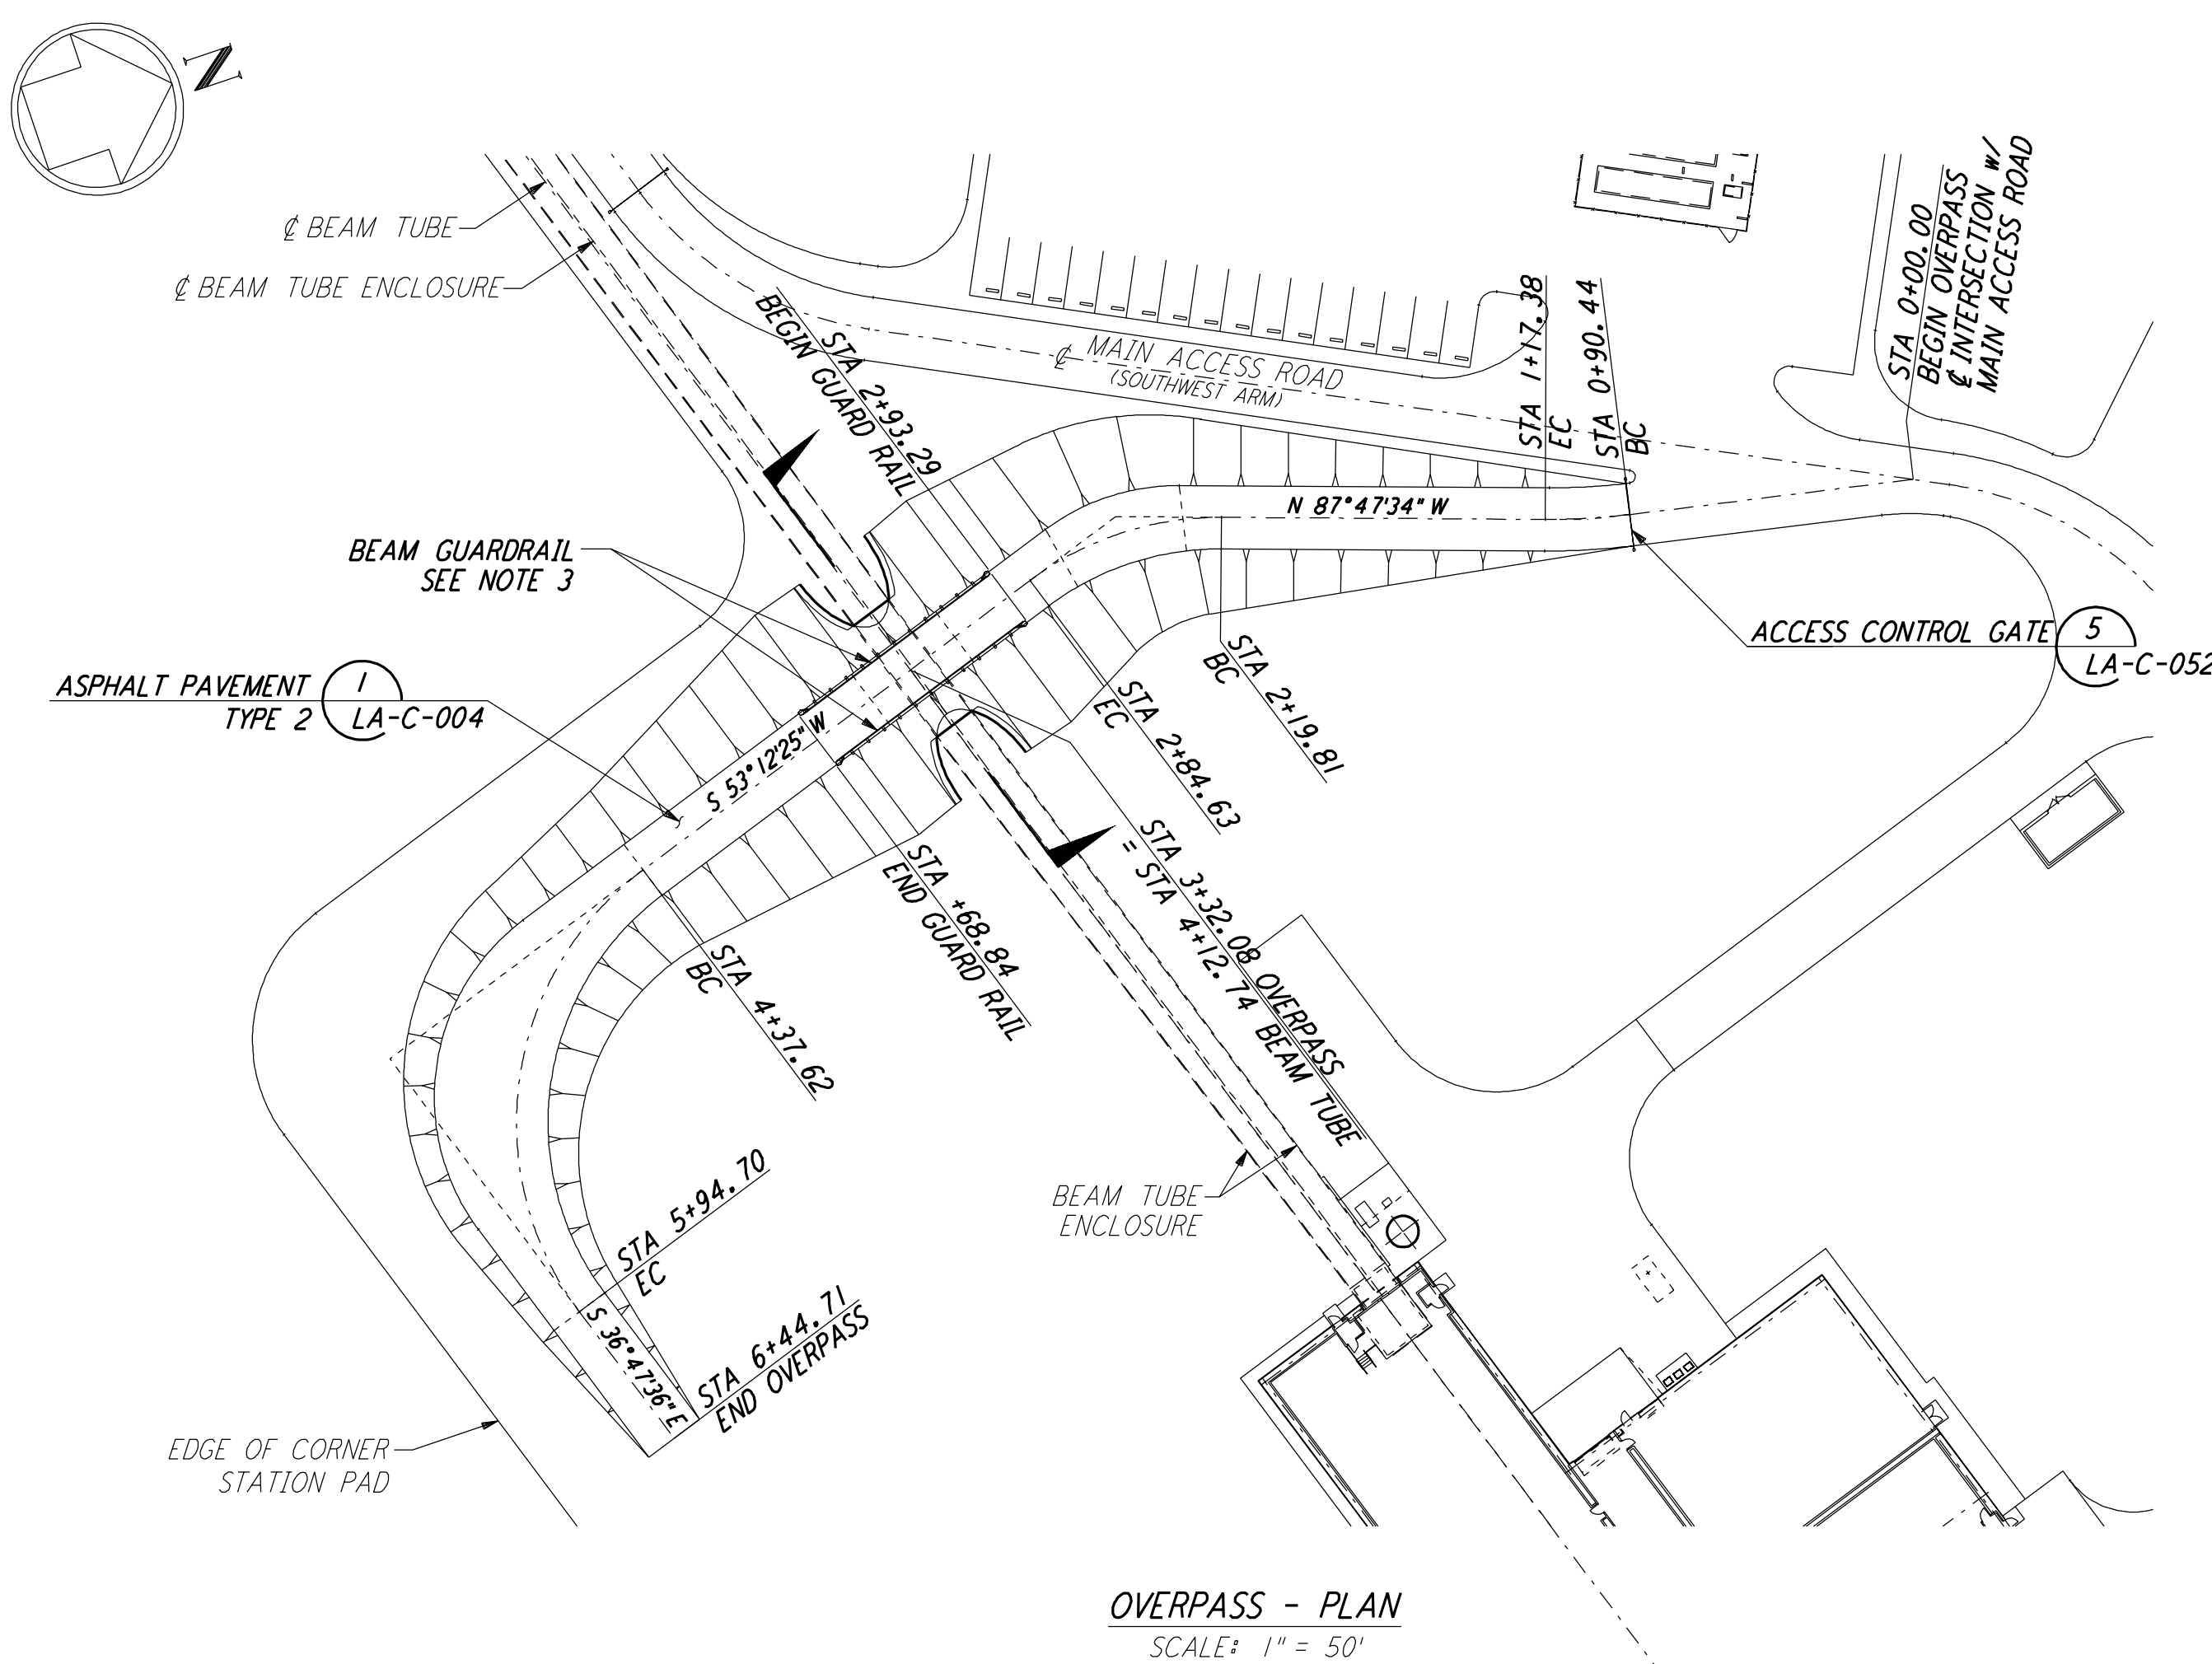 N
℄ BEAM TUBE
℄ BEAM TUBE ENCLOSURE
STA 2+93.29
BEGIN GUARD RAIL
℄ MAIN ACCESS ROAD
(SOUTHWEST ARM)
STA 1+17.38
EC
STA 0+90.44
BC
STA 0+00.00
BEGIN OVERPASS
℄ INTERSECTION w/
MAIN ACCESS ROAD
N 87°47'34" W
BEAM GUARDRAIL
SEE NOTE 3
ACCESS CONTROL GATE
5
LA-C-052
ASPHALT PAVEMENT
TYPE 2
1
LA-C-004
S 53°12'25" W
STA 2+19.81
BC
STA 2+84.63
EC
STA 3+32.08 OVERPASS
= STA 4+12.74 BEAM TUBE
STA +68.84
END GUARD RAIL
STA 4+37.62
BC
STA 5+94.70
EC
BEAM TUBE
ENCLOSURE
S 36°47'36" E
STA 6+44.71
END OVERPASS
EDGE OF CORNER
STATION PAD
OVERPASS - PLAN
SCALE: 1" = 50'